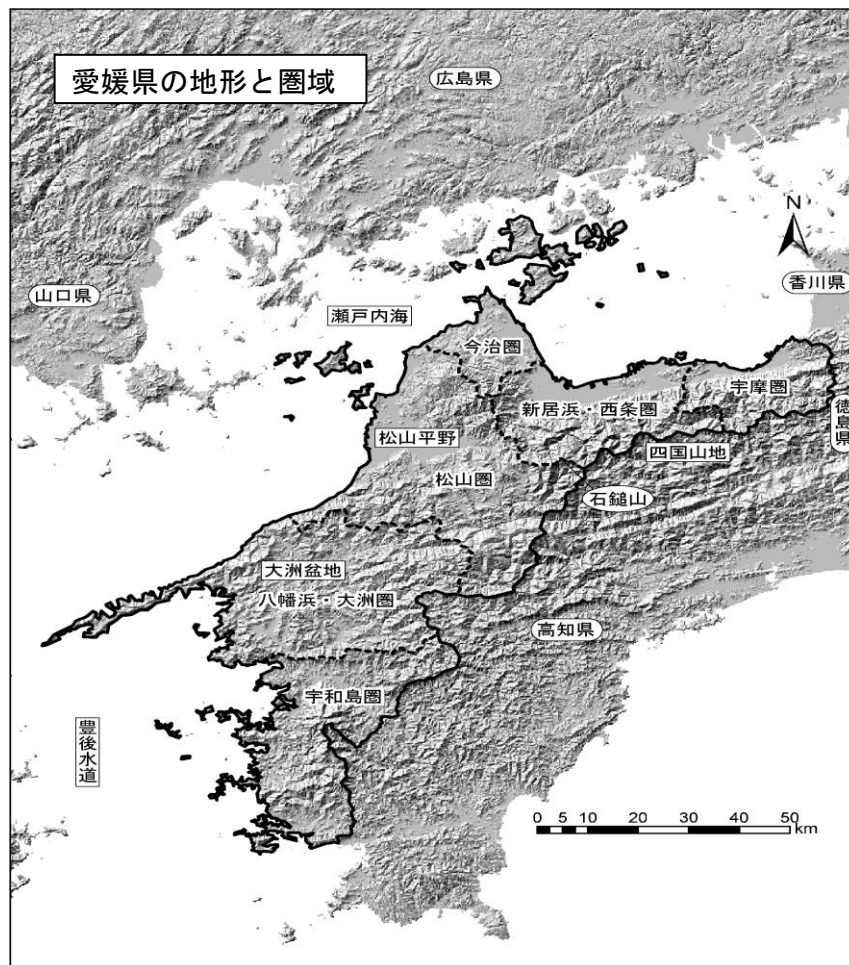 愛媛県の地形と圏域
広島県
N
香川県
山口県
瀬戸内海
今治圏
宇摩圏
新居浜・西条圏
徳島県
松山平野
四国山地
松山圏
石鎚山
大洲盆地
八幡浜・大洲圏
高知県
宇和島圏
豊後水道
0 5 10 20 30 40 50
km